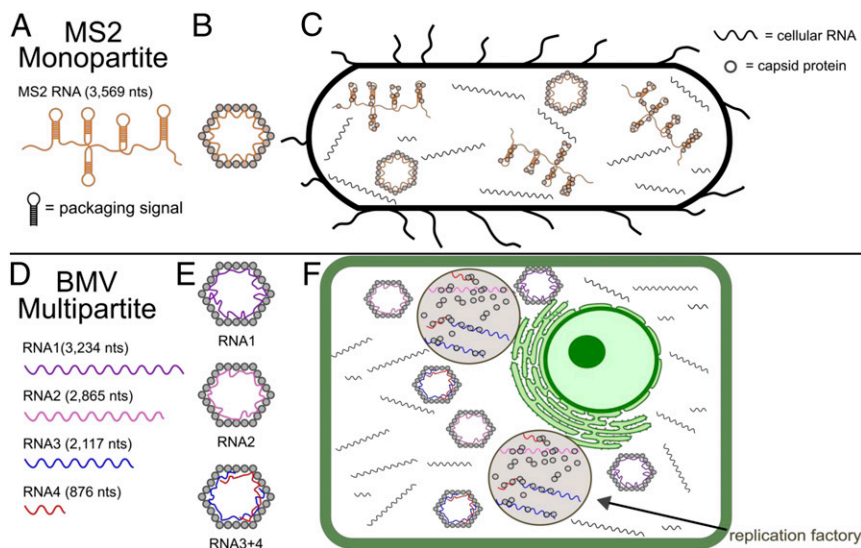 A
MS2
Monopartite
MS2 RNA (3,569 nts)
= packaging signal
B
C
= cellular RNA
= capsid protein
D
BMV
Multipartite
RNA1(3,234 nts)
RNA2 (2,865 nts)
RNA3 (2,117 nts)
RNA4 (876 nts)
E
RNA1
RNA2
RNA3+4
F
replication factory